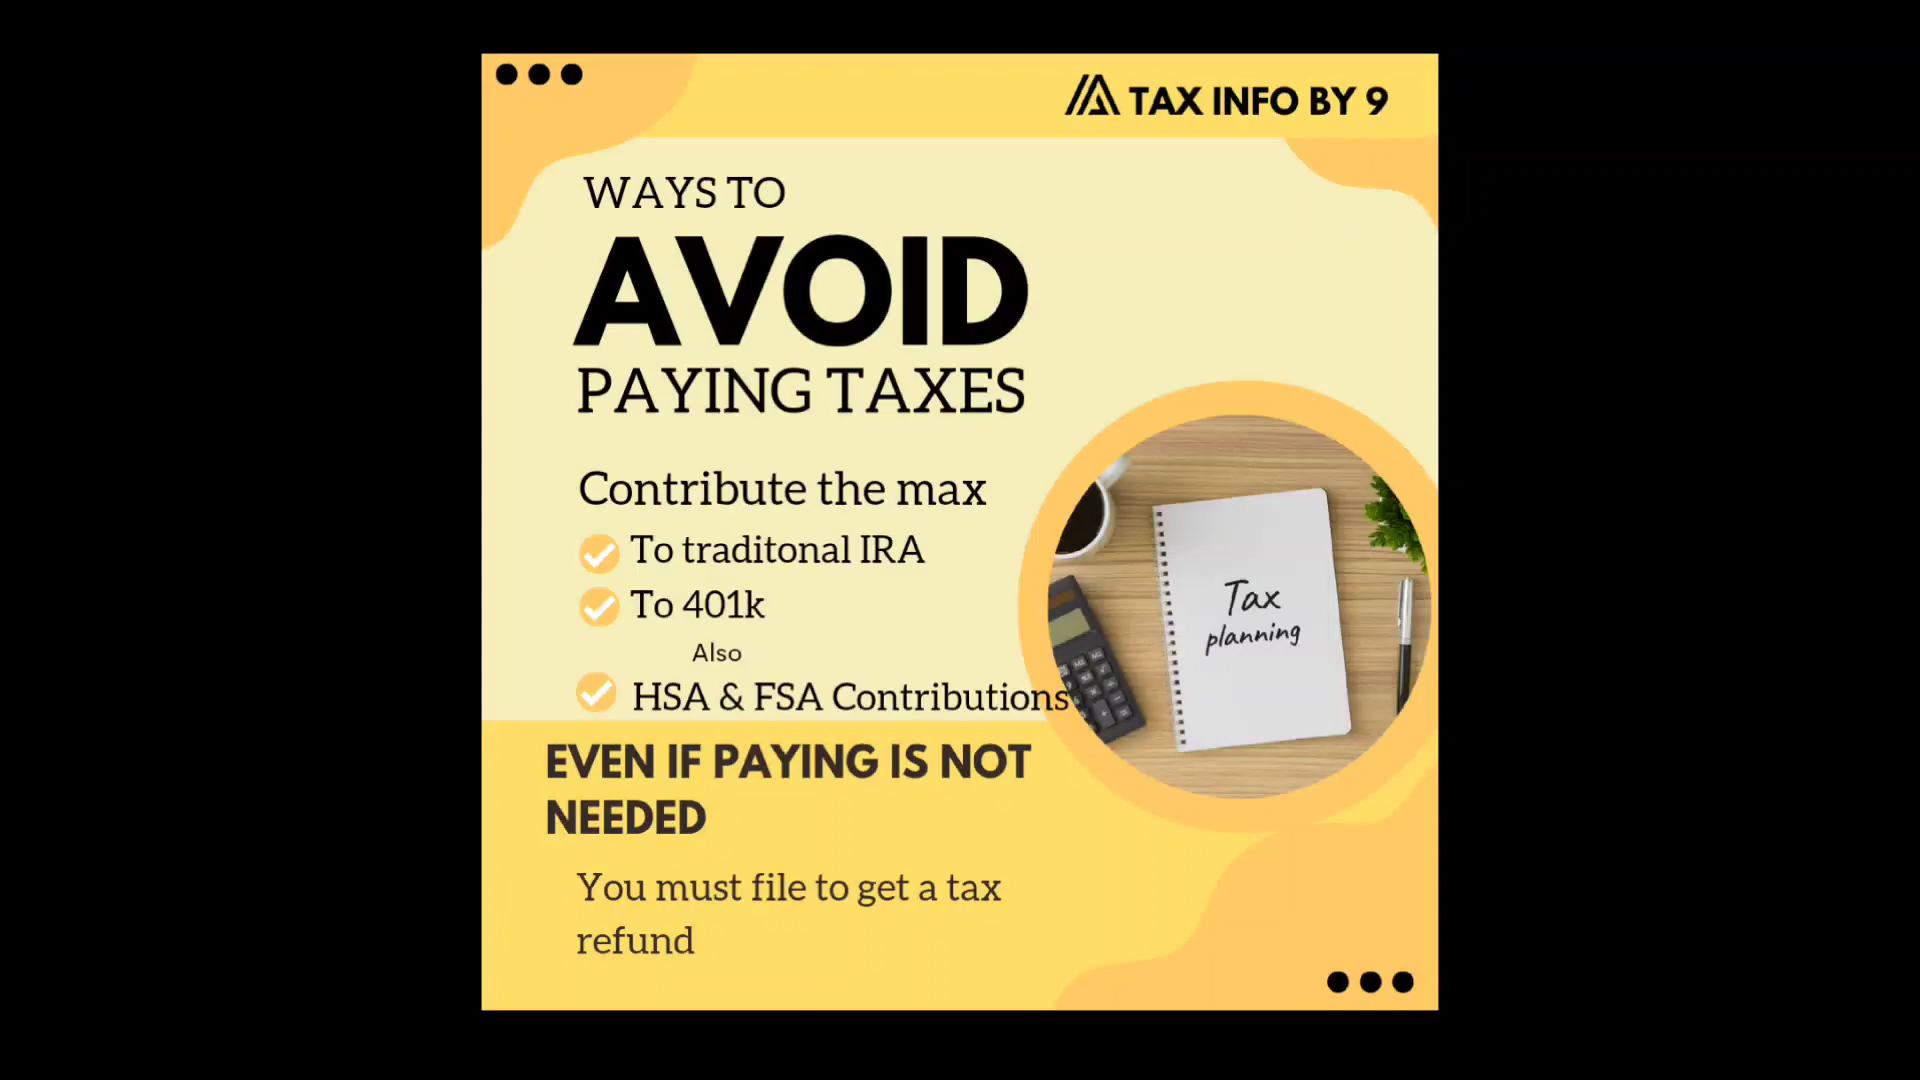 TAX INFO BY 9
WAYS TO
AVOID
PAYING TAXES
Contribute the max
To traditonal IRA
To 401k
Also
HSA & FSA Contributions
Tax
planning
EVEN IF PAYING IS NOT
NEEDED
You must file to get a tax
refund